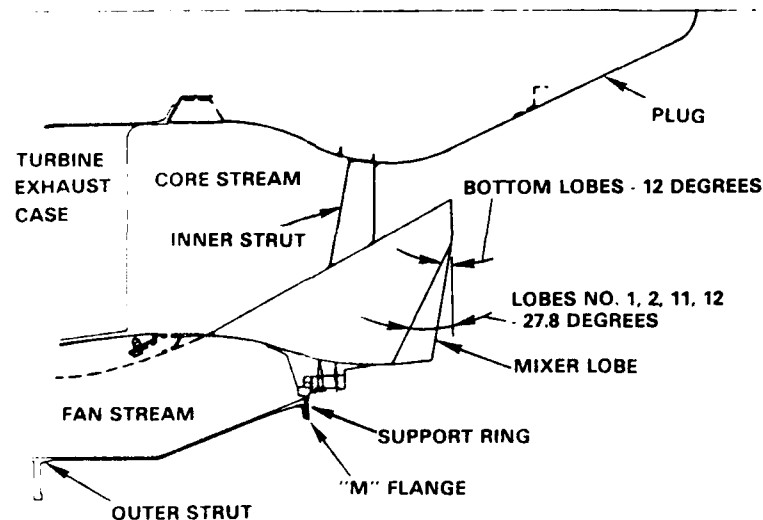 PLUG
TURBINE
EXHAUST
CASE
CORE STREAM
BOTTOM LOBES - 12 DEGREES
INNER STRUT
LOBES NO. 1, 2, 11, 12
- 27.8 DEGREES
MIXER LOBE
FAN STREAM
SUPPORT RING
"M" FLANGE
OUTER STRUT